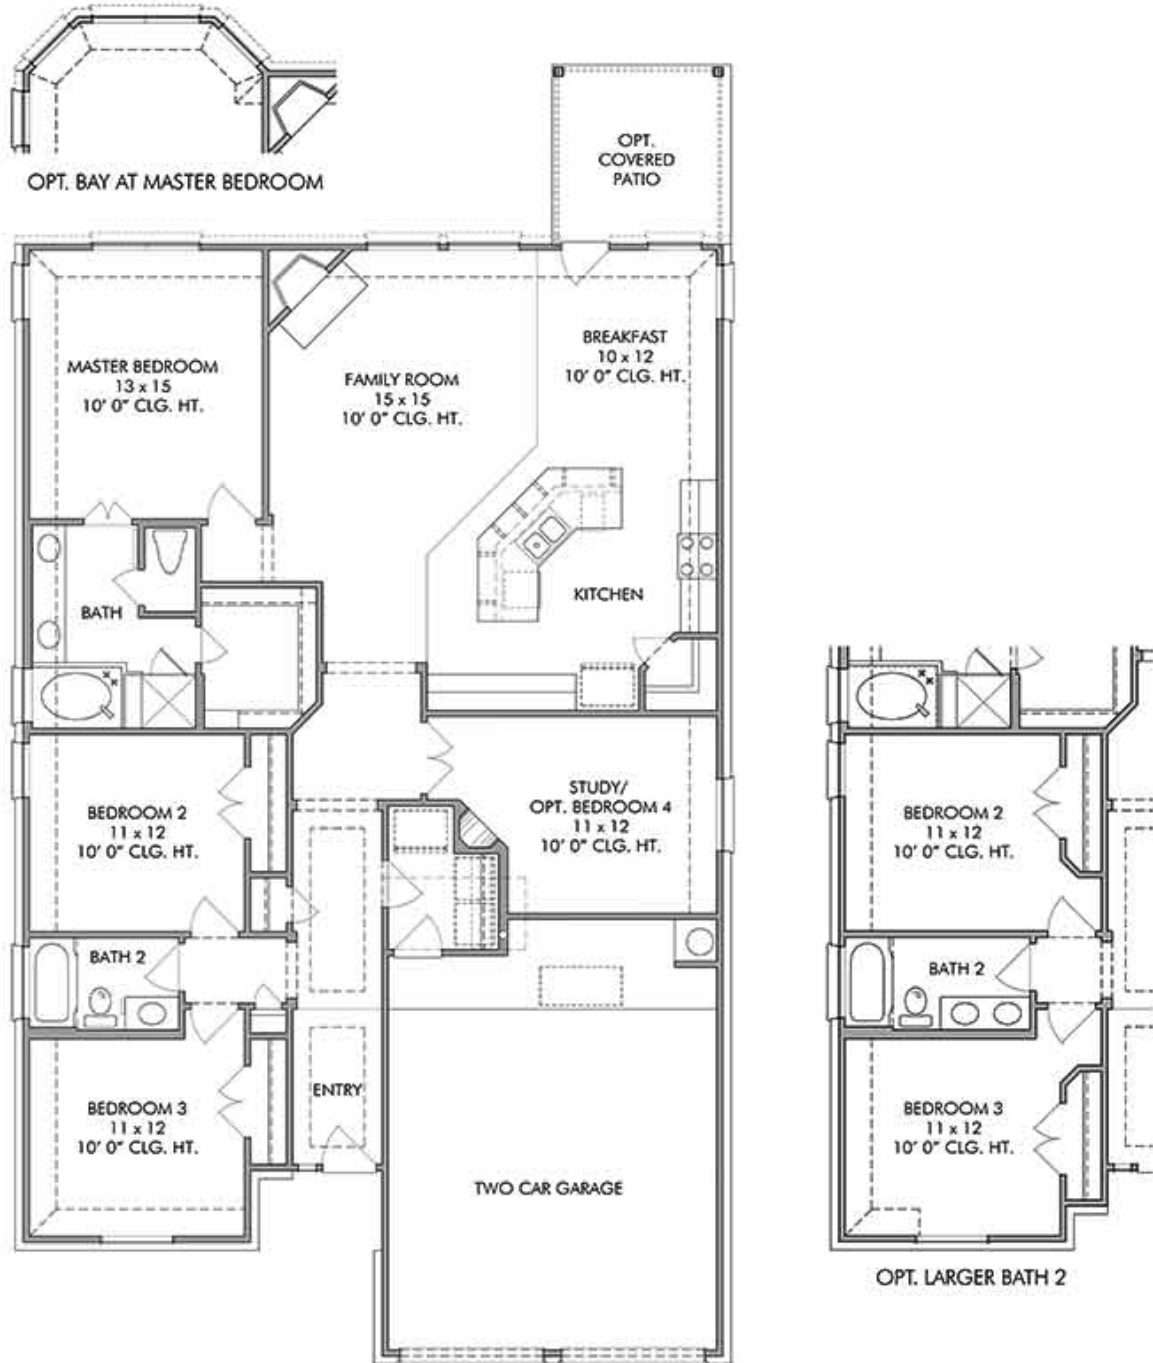 OPT. BAY AT MASTER BEDROOM
OPT.
COVERED
PATIO
MASTER BEDROOM
13 x 15
10' 0" CLG. HT.
FAMILY ROOM
15 x 15
10' 0" CLG. HT.
BREAKFAST
10 x 12
10' 0" CLG. HT.
KITCHEN
BATH
BEDROOM 2
11 x 12
10' 0" CLG. HT.
STUDY/
OPT. BEDROOM 4
11 x 12
10' 0" CLG. HT.
BATH 2
BEDROOM 3
11 x 12
10' 0" CLG. HT.
ENTRY
TWO CAR GARAGE
BEDROOM 2
11 x 12
10' 0" CLG. HT.
BATH 2
BEDROOM 3
11 x 12
10' 0" CLG. HT.
OPT. LARGER BATH 2